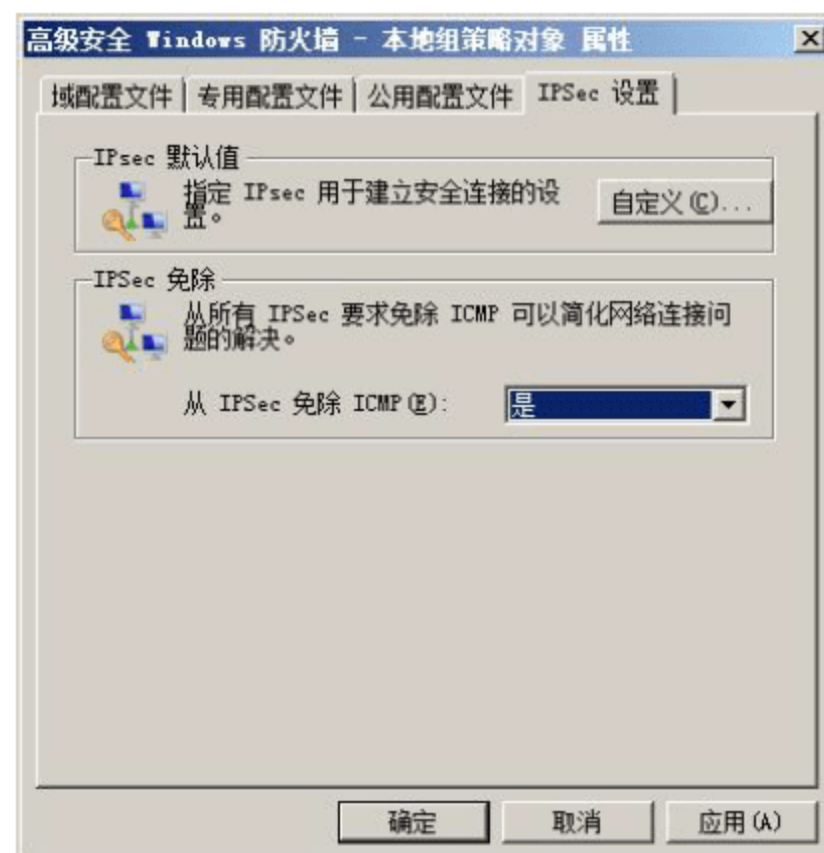 高级安全 Windows 防火墙 - 本地组策略对象 属性
域配置文件 专用配置文件 公用配置文件 IPSec 设置
IPsec 默认值
指定 IPsec 用于建立安全连接的设
置。
自定义(C)...
IPSec 免除
从所有 IPSec 要求免除 ICMP 可以简化网络连接问
题的解决。
从 IPSec 免除 ICMP(E): 是
确定 取消 应用(A)